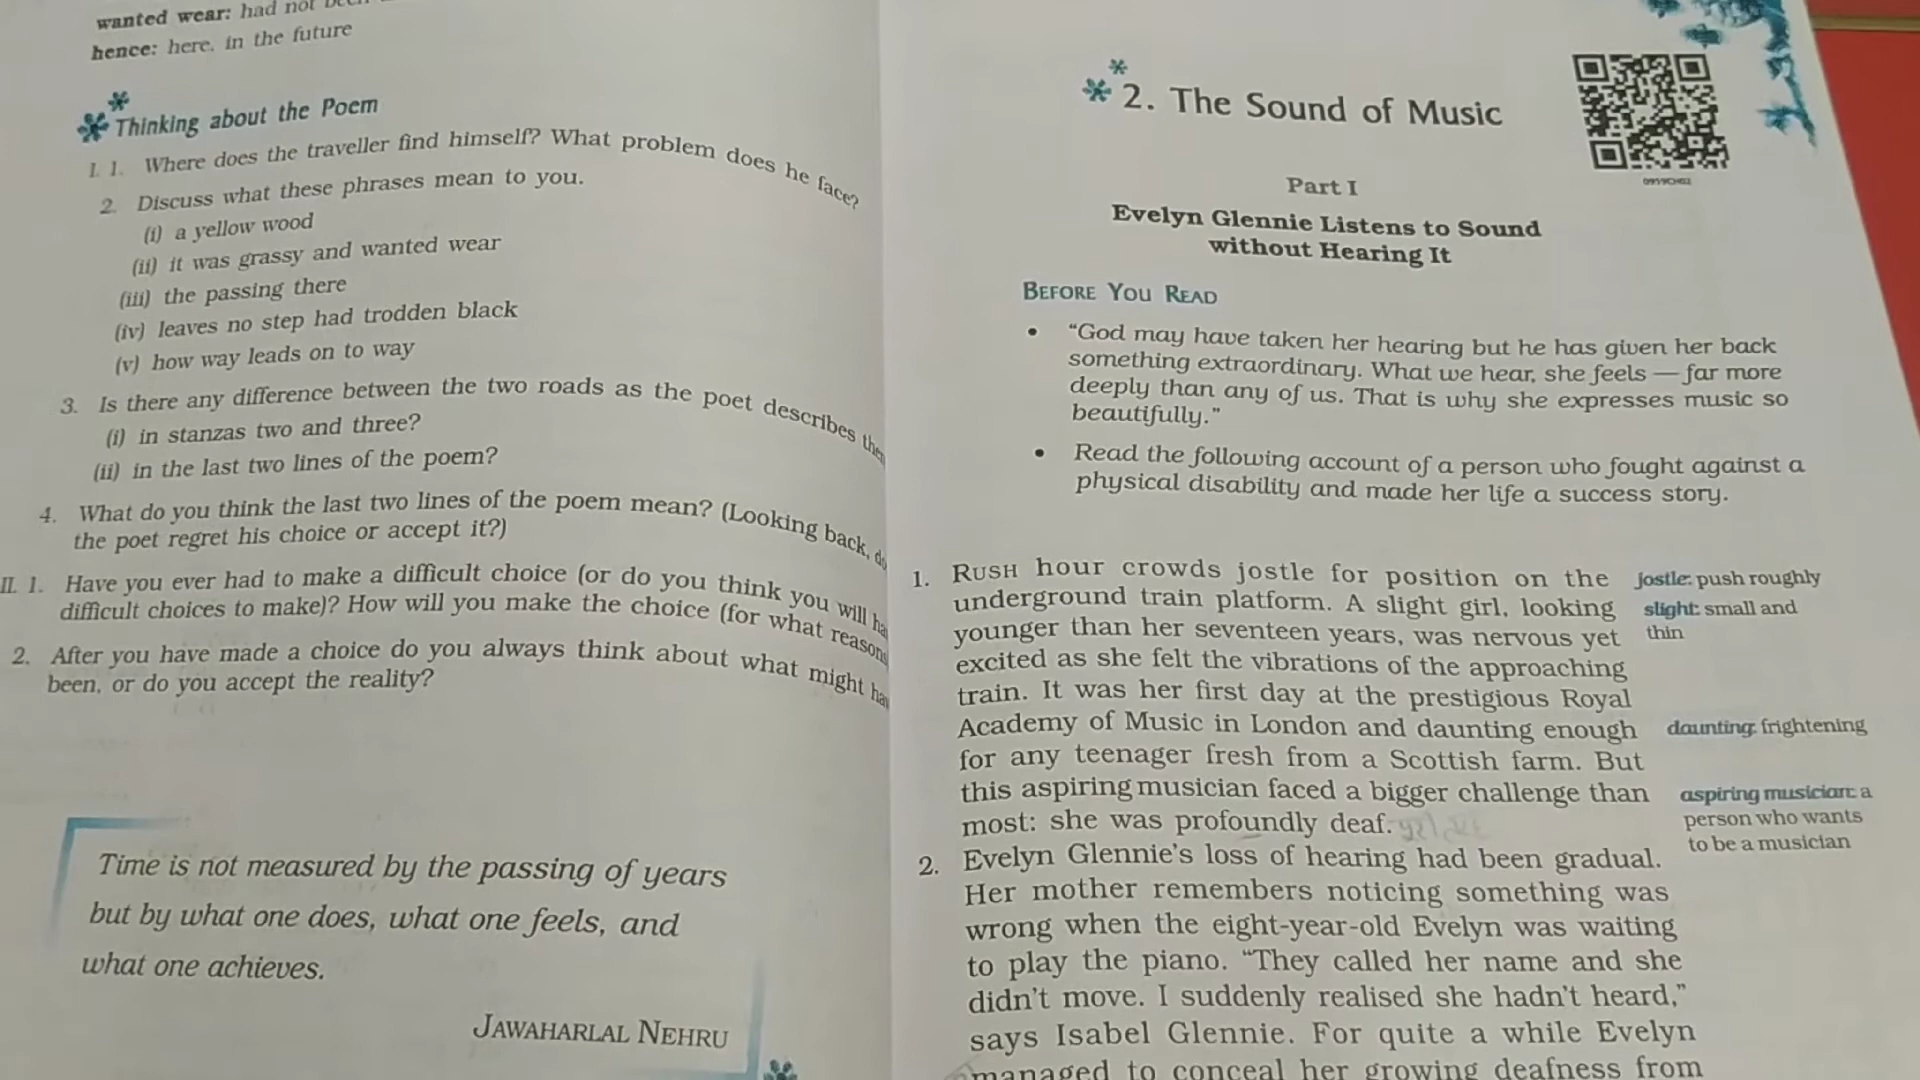 wanted wear: had not
hence: here, in the future
Thinking about the Poem
I. 1. Where does the traveller find himself? What problem does he face?
2. Discuss what these phrases mean to you.
(i) a yellow wood
(ii) it was grassy and wanted wear
(iii) the passing there
(iv) leaves no step had trodden black
(v) how way leads on to way
3. Is there any difference between the two roads as the poet describes
(i) in stanzas two and three?
(ii) in the last two lines of the poem?
4. What do you think the last two lines of the poem mean? (Looking back,
the poet regret his choice or accept it?)
II. 1. Have you ever had to make a difficult choice (or do you think you will
difficult choices to make)? How will you make the choice (for what reasons
2. After you have made a choice do you always think about what might
been, or do you accept the reality?
Time is not measured by the passing of years
but by what one does, what one feels, and
what one achieves.
JAWAHARLAL NEHRU
2. The Sound of Music
0959CH02
Part I
Evelyn Glennie Listens to Sound
without Hearing It
BEFORE YOU READ
• “God may have taken her hearing but he has given her back
something extraordinary. What we hear, she feels — far more
deeply than any of us. That is why she expresses music so
beautifully.”
• Read the following account of a person who fought against a
physical disability and made her life a success story.
1. RUSH hour crowds jostle for position on the
underground train platform. A slight girl, looking
younger than her seventeen years, was nervous yet
excited as she felt the vibrations of the approaching
train. It was her first day at the prestigious Royal
Academy of Music in London and daunting enough
for any teenager fresh from a Scottish farm. But
this aspiring musician faced a bigger challenge than
most: she was profoundly deaf.
2. Evelyn Glennie’s loss of hearing had been gradual.
Her mother remembers noticing something was
wrong when the eight-year-old Evelyn was waiting
to play the piano. “They called her name and she
didn’t move. I suddenly realised she hadn’t heard,”
says Isabel Glennie. For quite a while Evelyn
managed to conceal her growing deafness from
jostle: push roughly
slight: small and
thin
daunting: frightening
aspiring musician: a
person who wants
to be a musician